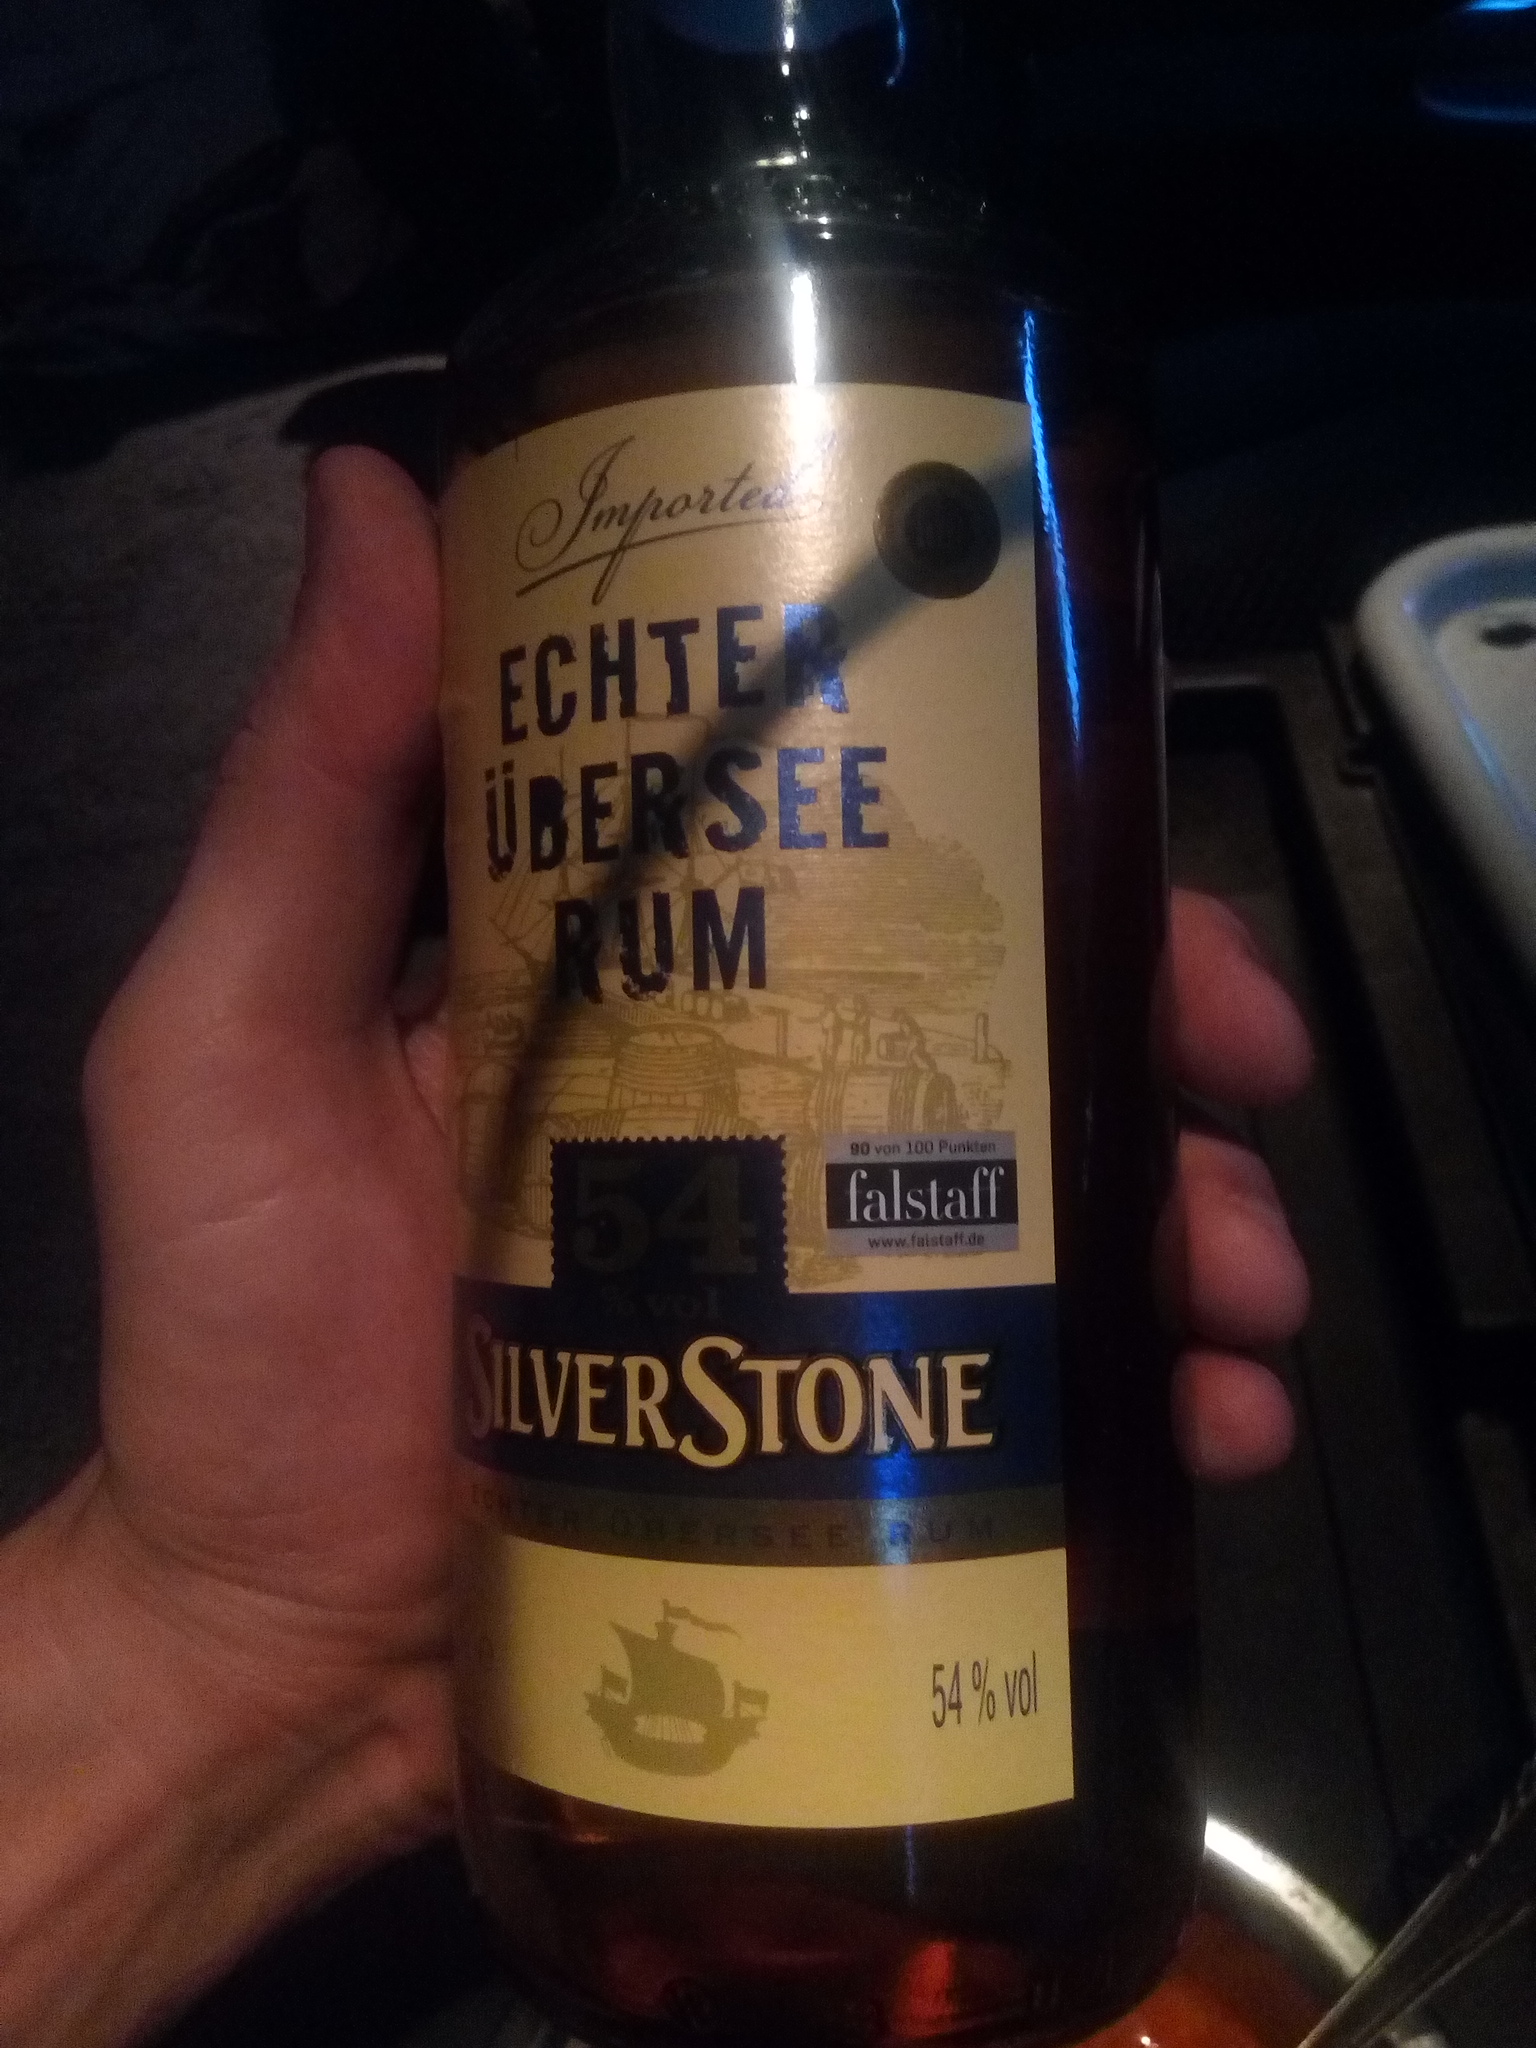 Imported
ECHTER
ÜBERSEE
RUM
90 von 100 Punkten
falstaff
www.falstaff.de
54
% vol
SILVERSTONE
ECHTER ÜBERSEE RUM
54 % vol